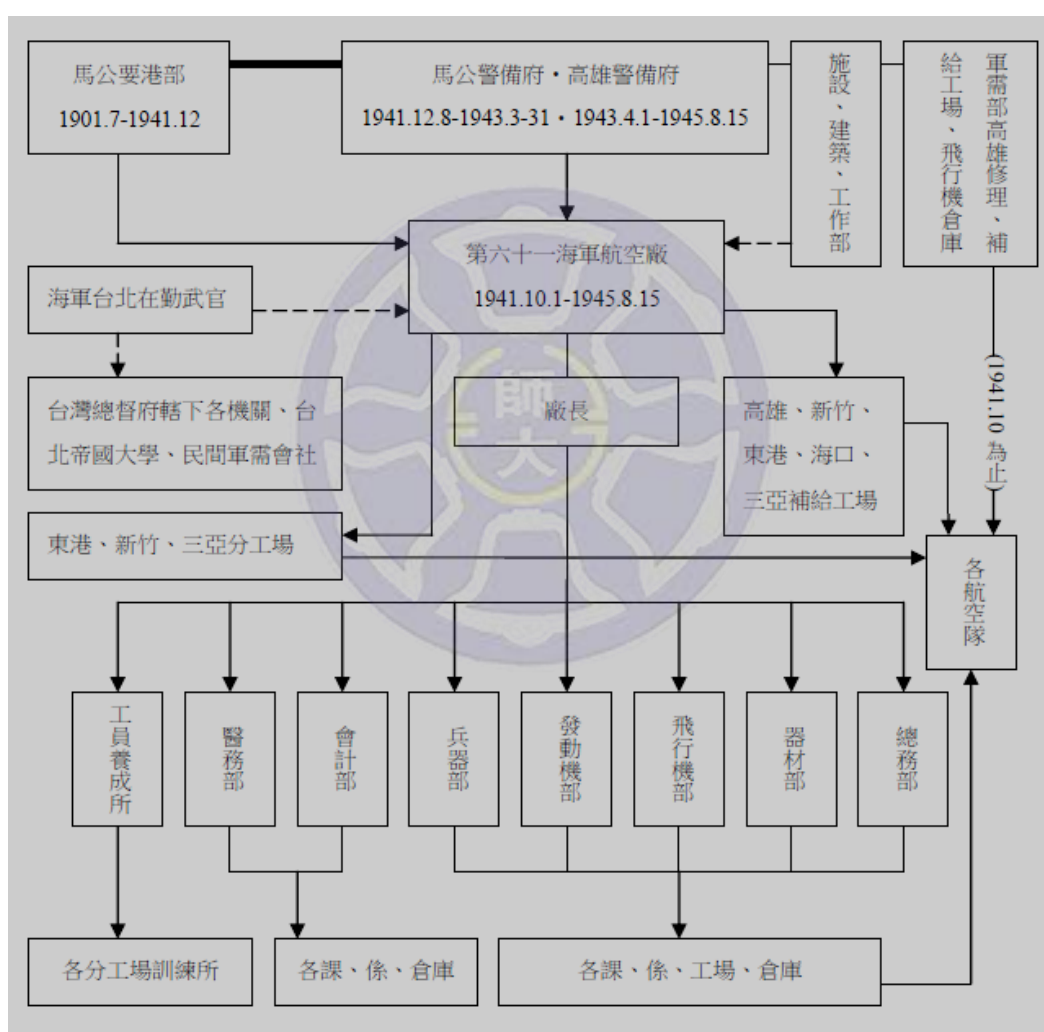 馬公要港部
1901.7-1941.12
馬公警備府・高雄警備府
1941.12.8-1943.3-31・1943.4.1-1945.8.15
施設、建築、工作部
軍需部高雄修理、補
給工場、飛行機倉庫
第六十一海軍航空廠
1941.10.1-1945.8.15
海軍台北在勤武官
(1941.10 為止)
台灣總督府轄下各機關、台
北帝國大學、民間軍需會社
廠長
高雄、新竹、
東港、海口、
三亞補給工場
師大
東港、新竹、三亞分工場
各航空隊
工員養成所
醫務部
會計部
兵器部
發動機部
飛行機部
器材部
總務部
各分工場訓練所
各課、係、倉庫
各課、係、工場、倉庫